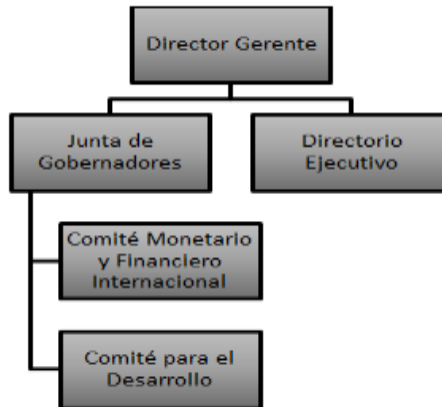 Director Gerente
Junta de
Gobernadores
Directorio
Ejecutivo
Comité Monetario
y Financiero
Internacional
Comité para el
Desarrollo